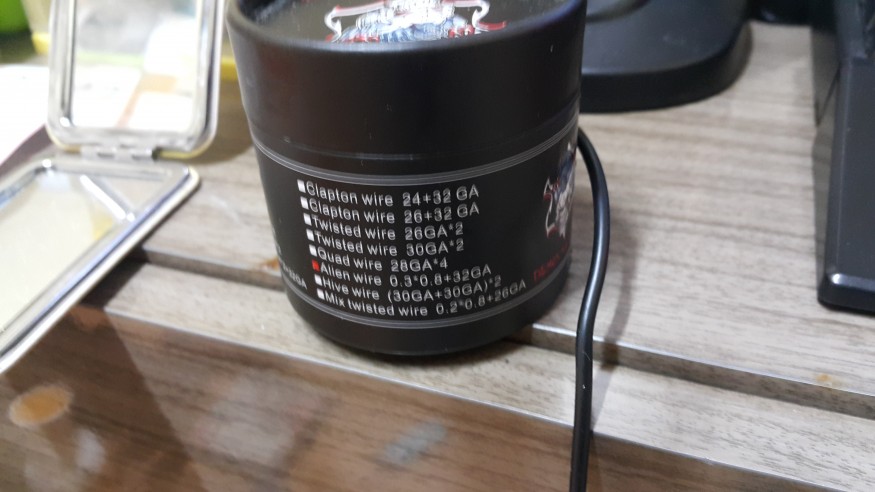 Clapton wire 24+32 GA
Clapton wire 26+32 GA
Twisted wire 26GA*2
Twisted wire 30GA*2
Quad wire 28GA*4
Alien wire 0.3*0.8+32GA
Hive wire (30GA+30GA)*2
Mix twisted wire 0.2*0.8+26GA